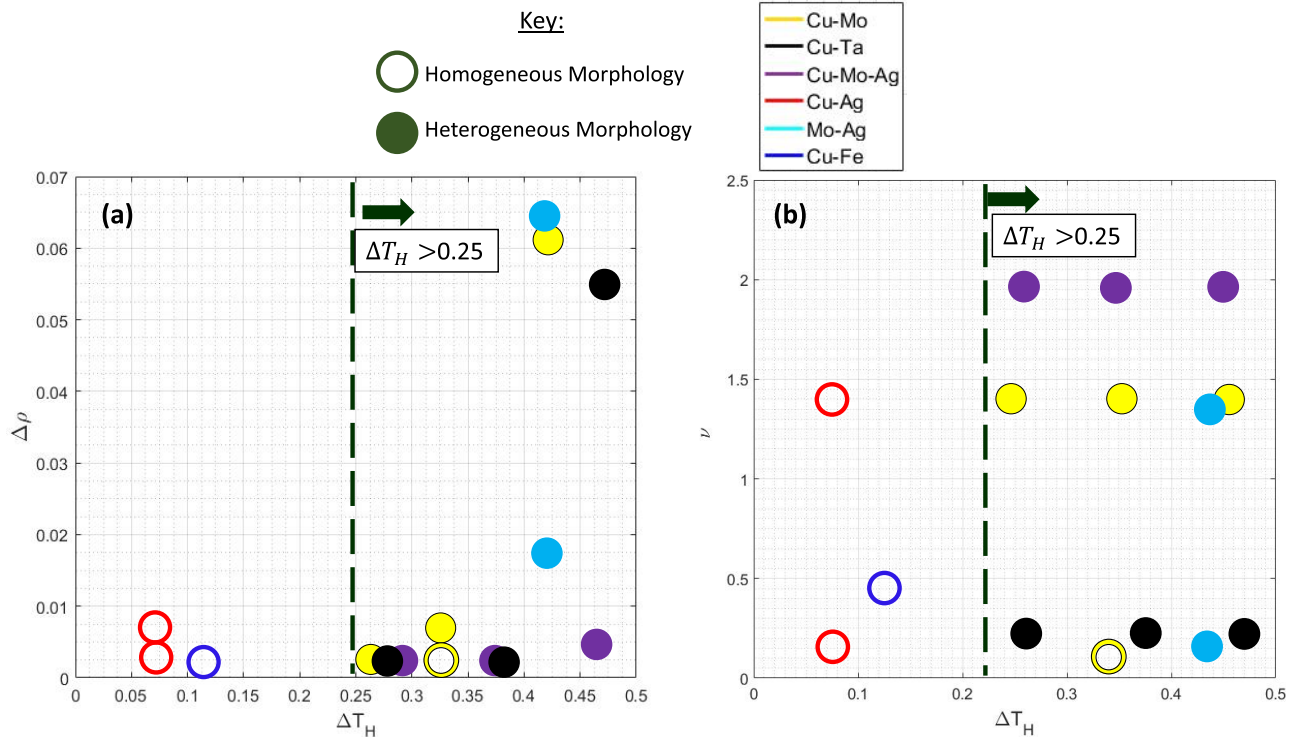 Key:
Homogeneous Morphology
Heterogeneous Morphology
Cu-Mo
Cu-Ta
Cu-Mo-Ag
Cu-Ag
Mo-Ag
Cu-Fe
(a)
ΔT_H >0.25
0.07
0.06
0.05
0.04
0.03
0.02
0.01
0
Δρ
0 0.05 0.1 0.15 0.2 0.25 0.3 0.35 0.4 0.45 0.5
ΔT_H
(b)
ΔT_H >0.25
2.5
2
1.5
1
0.5
0
ν
0 0.1 0.2 0.3 0.4 0.5
ΔT_H